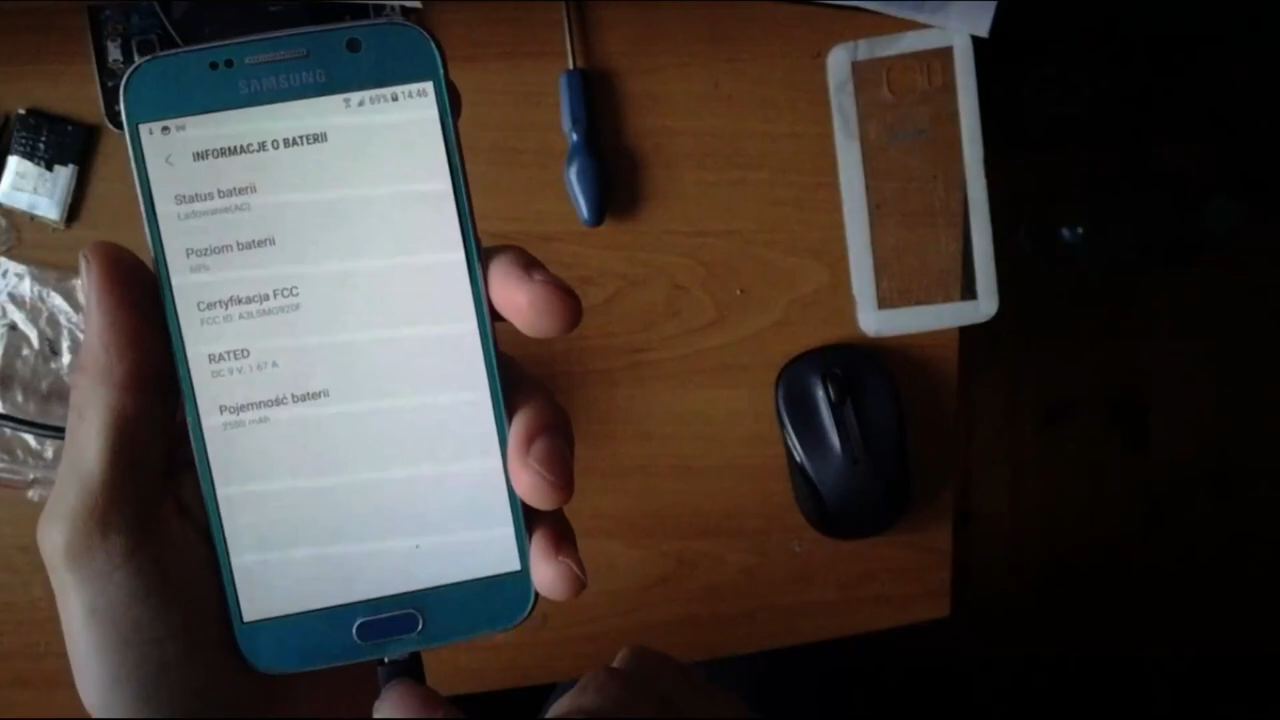 SAMSUNG
69% 14:46
INFORMACJE O BATERII
Status baterii
Ładowanie(AC)
Poziom baterii
69%
Certyfikacja FCC
FCC ID: A3LSMG920F
RATED
DC 9 V; 1.67 A
Pojemność baterii
2550 mAh